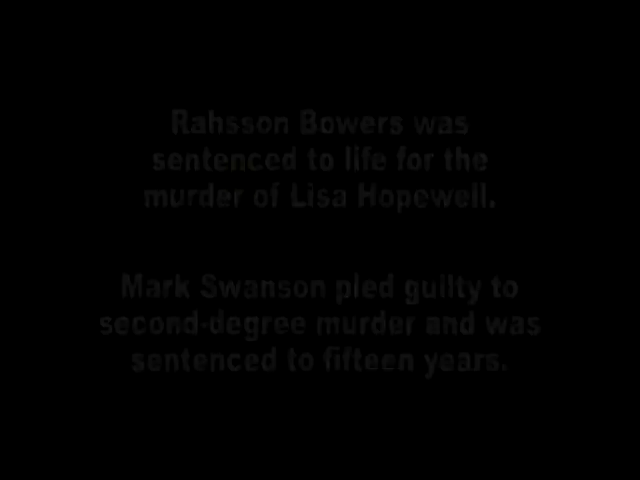 Rahsson Bowers was
sentenced to life for the
murder of Lisa Hopewell.
Mark Swanson pled guilty to
second-degree murder and was
sentenced to fifteen years.